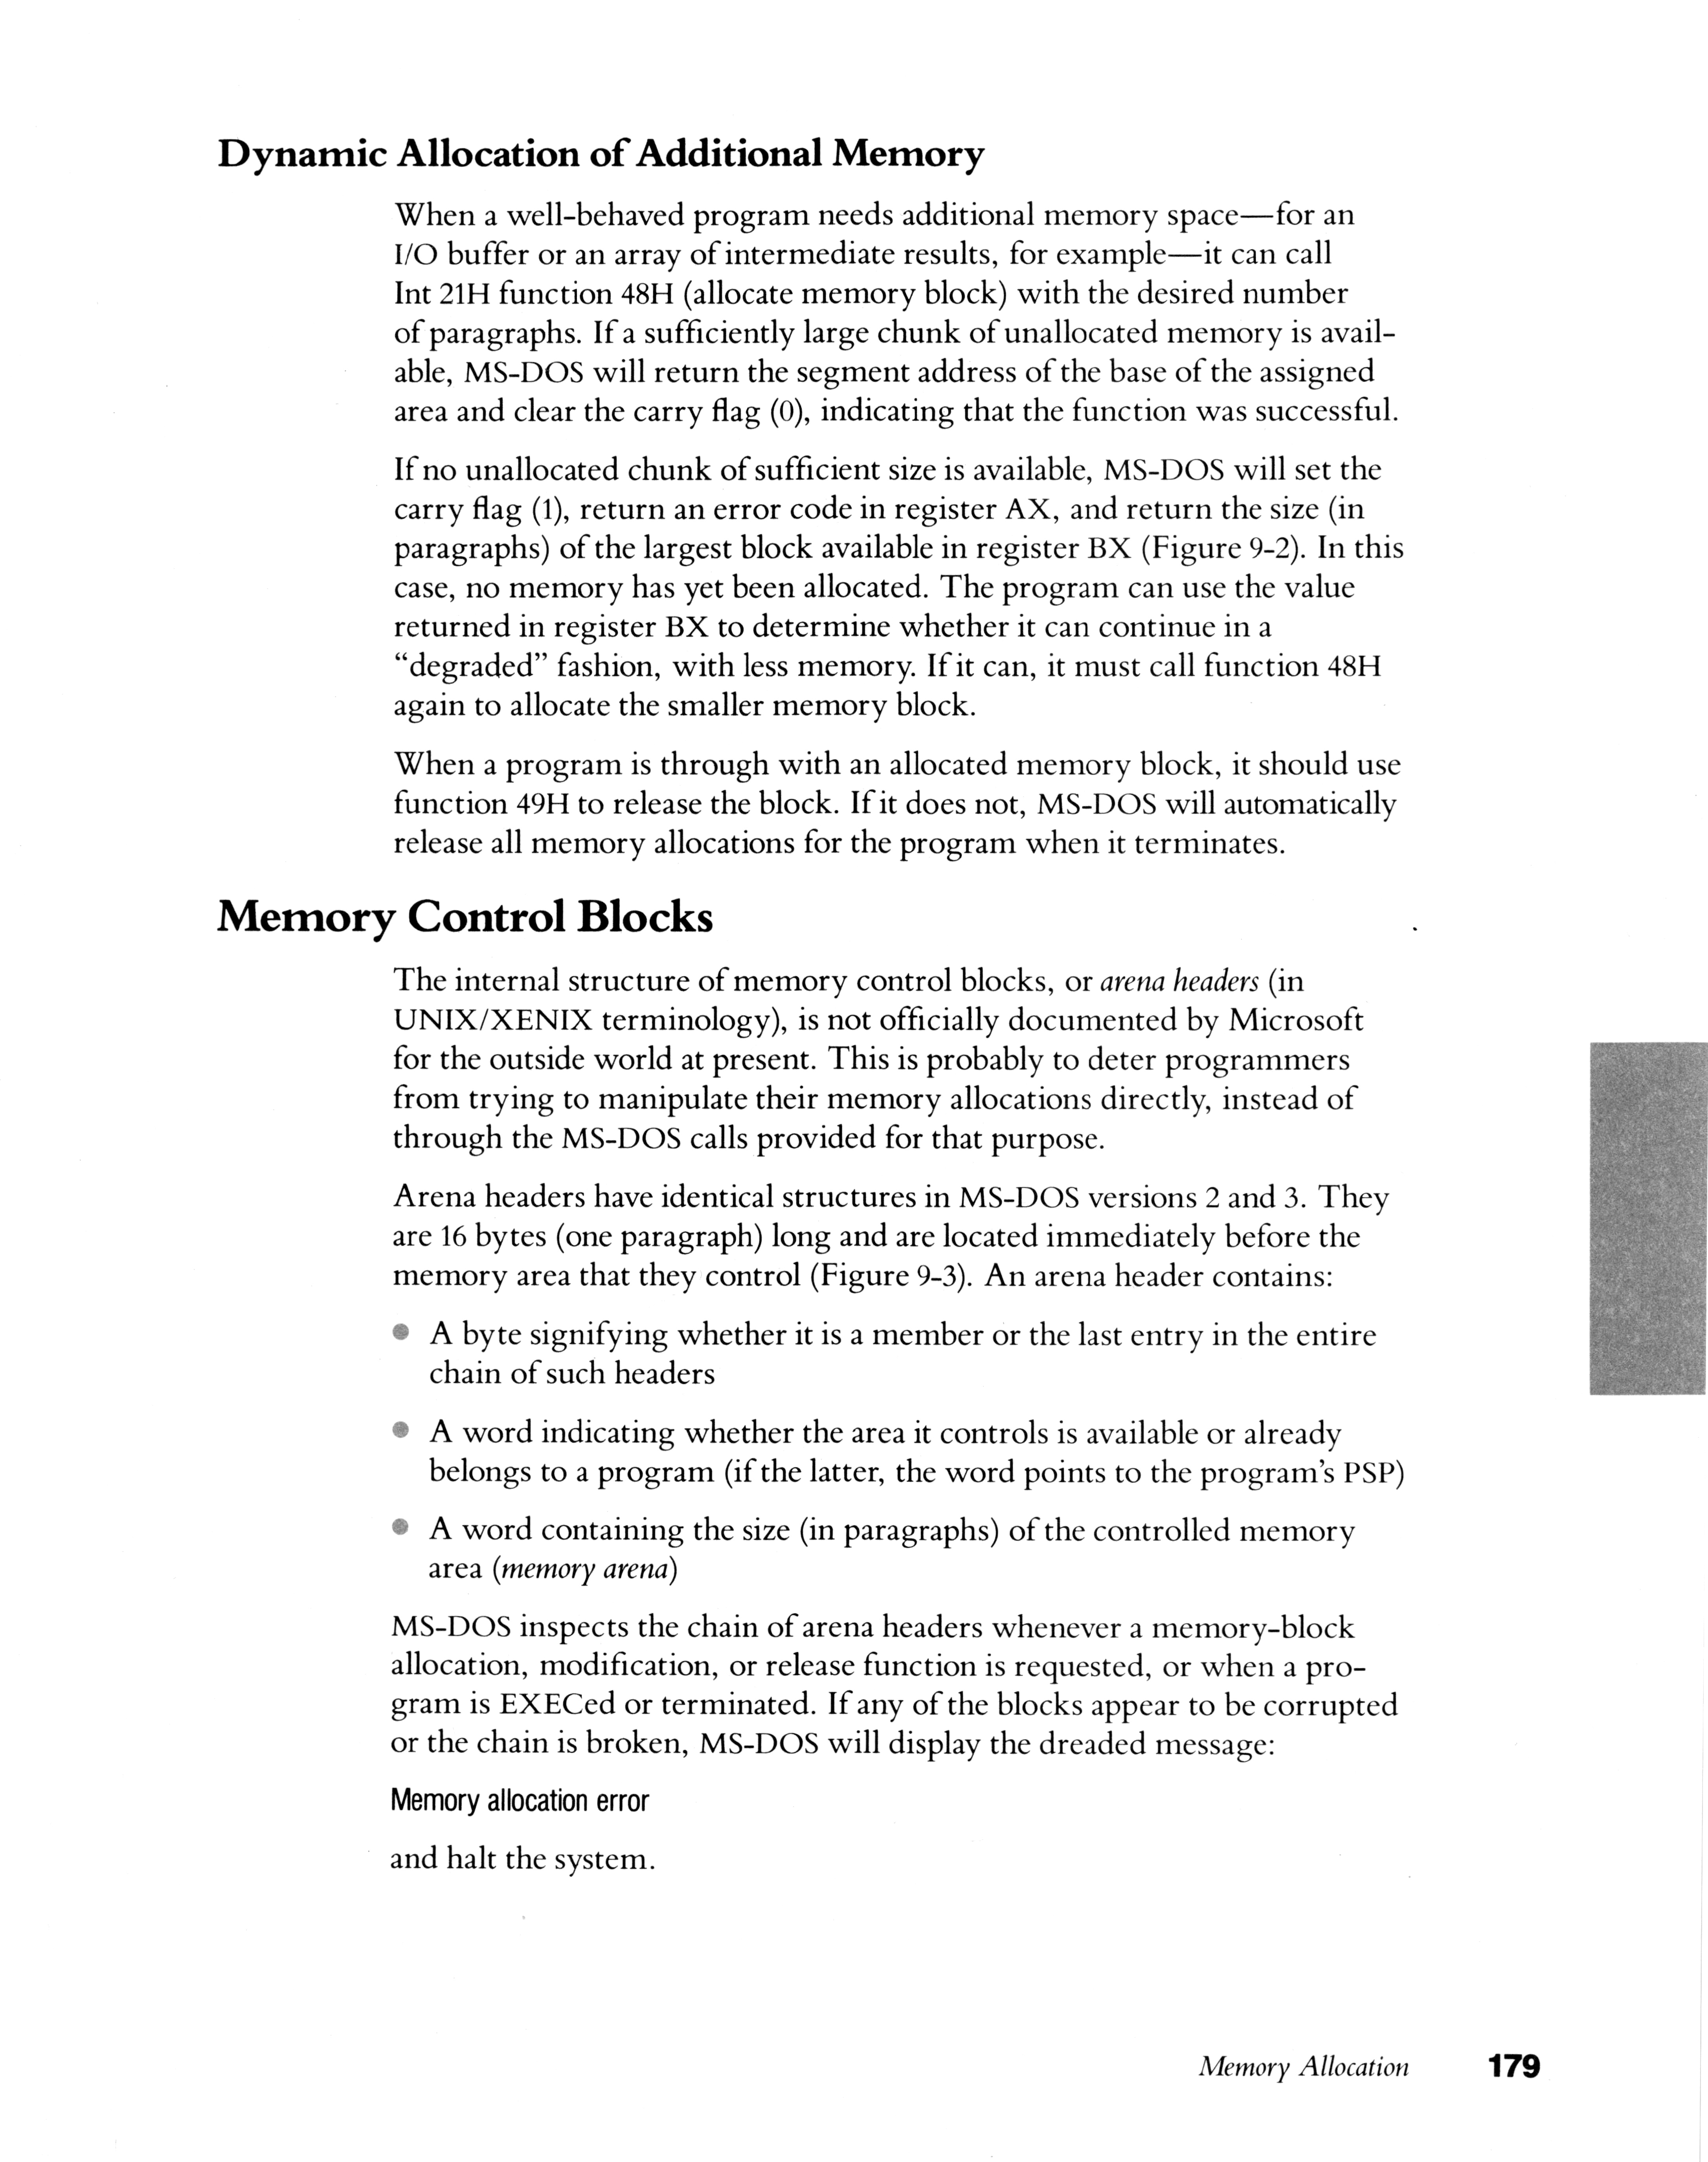 Dynamic Allocation of Additional Memory
When a well-behaved program needs additional memory space—for an
I/O buffer or an array of intermediate results, for example—it can call
Int 21H function 48H (allocate memory block) with the desired number
of paragraphs. If a sufficiently large chunk of unallocated memory is avail-
able, MS-DOS will return the segment address of the base of the assigned
area and clear the carry flag (0), indicating that the function was successful.
If no unallocated chunk of sufficient size is available, MS-DOS will set the
carry flag (1), return an error code in register AX, and return the size (in
paragraphs) of the largest block available in register BX (Figure 9-2). In this
case, no memory has yet been allocated. The program can use the value
returned in register BX to determine whether it can continue in a
“degraded” fashion, with less memory. If it can, it must call function 48H
again to allocate the smaller memory block.
When a program is through with an allocated memory block, it should use
function 49H to release the block. If it does not, MS-DOS will automatically
release all memory allocations for the program when it terminates.
Memory Control Blocks
The internal structure of memory control blocks, or arena headers (in
UNIX/XENIX terminology), is not officially documented by Microsoft
for the outside world at present. This is probably to deter programmers
from trying to manipulate their memory allocations directly, instead of
through the MS-DOS calls provided for that purpose.
Arena headers have identical structures in MS-DOS versions 2 and 3. They
are 16 bytes (one paragraph) long and are located immediately before the
memory area that they control (Figure 9-3). An arena header contains:
● A byte signifying whether it is a member or the last entry in the entire
chain of such headers
● A word indicating whether the area it controls is available or already
belongs to a program (if the latter, the word points to the program’s PSP)
● A word containing the size (in paragraphs) of the controlled memory
area (memory arena)
MS-DOS inspects the chain of arena headers whenever a memory-block
allocation, modification, or release function is requested, or when a pro-
gram is EXECed or terminated. If any of the blocks appear to be corrupted
or the chain is broken, MS-DOS will display the dreaded message:
Memory allocation error
and halt the system.
Memory Allocation 179